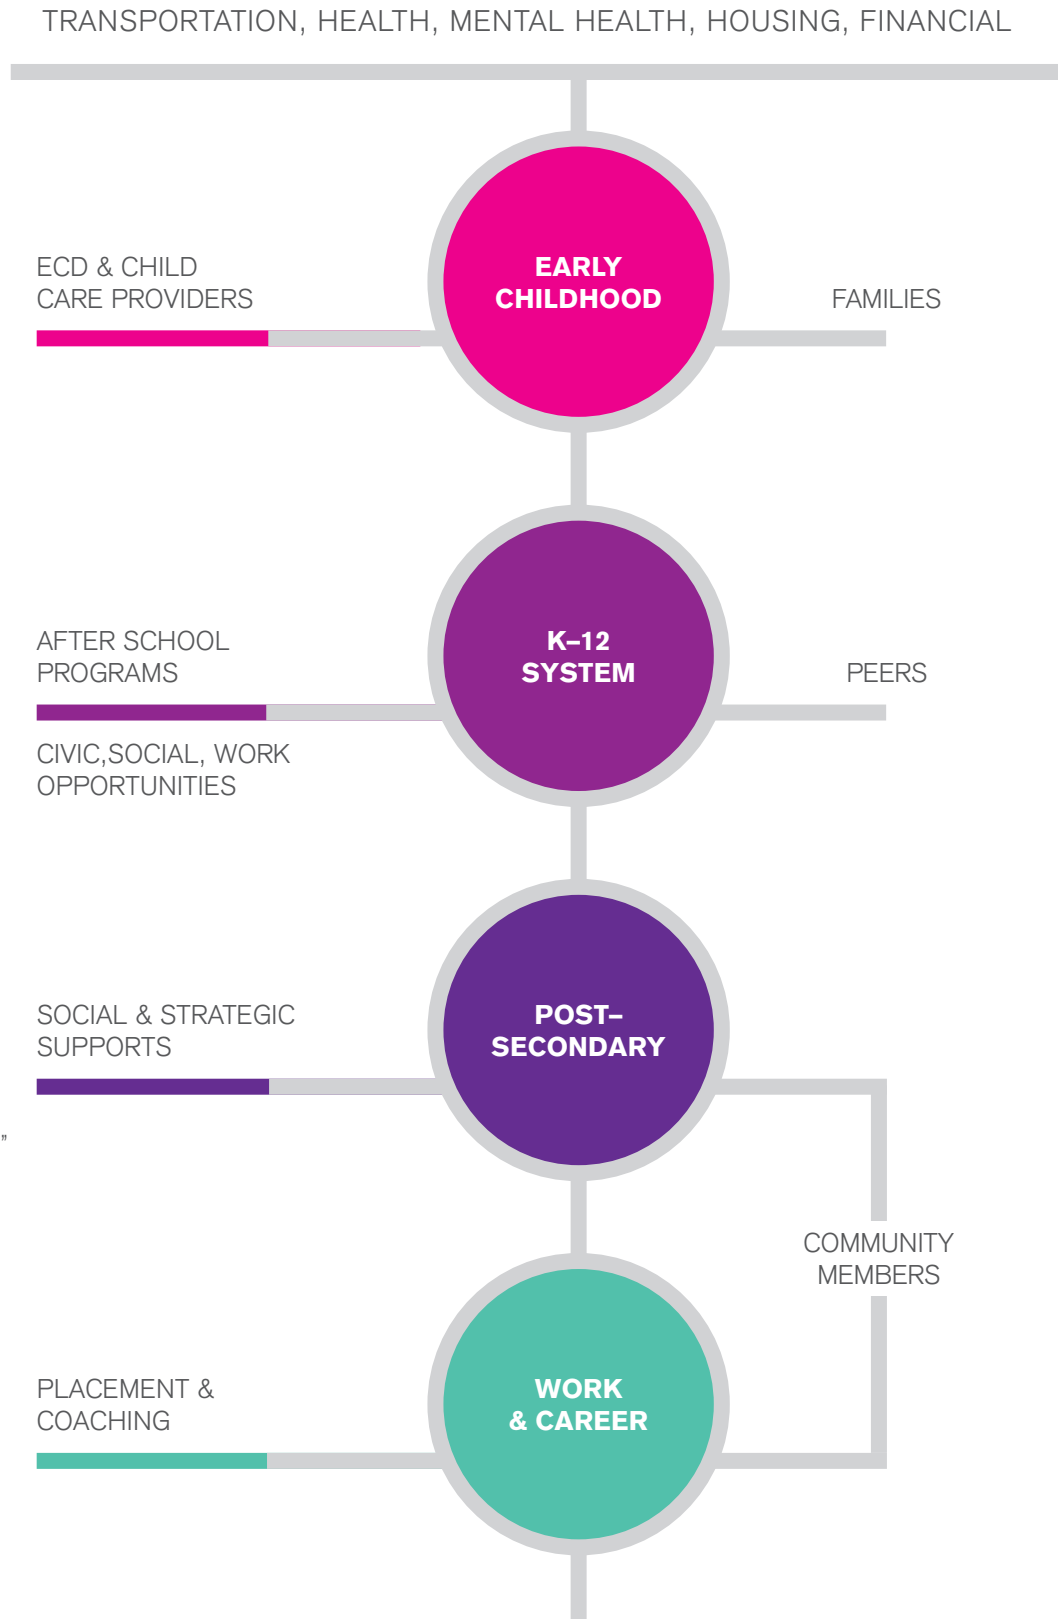 TRANSPORTATION, HEALTH, MENTAL HEALTH, HOUSING, FINANCIAL
ECD & CHILD
CARE PROVIDERS
EARLY
CHILDHOOD
FAMILIES
AFTER SCHOOL
PROGRAMS
K–12
SYSTEM
PEERS
CIVIC,SOCIAL, WORK
OPPORTUNITIES
SOCIAL & STRATEGIC
SUPPORTS
POST–
SECONDARY
”
COMMUNITY
MEMBERS
PLACEMENT &
COACHING
WORK
& CAREER